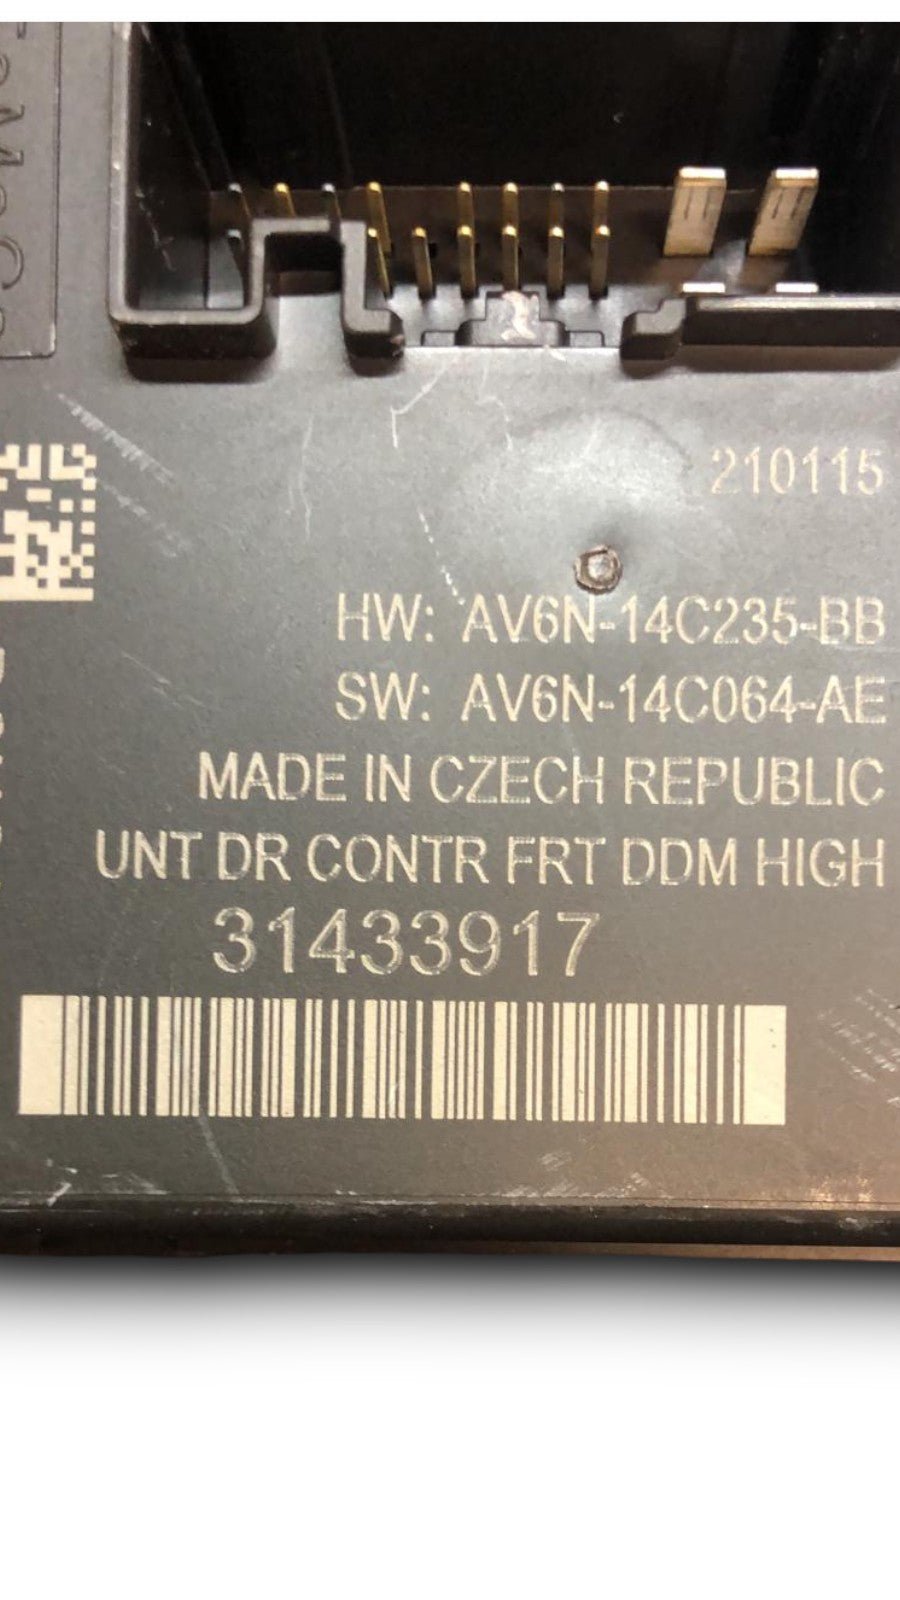 210115
HW: AV6N-14C235-BB
SW: AV6N-14C064-AE
MADE IN CZECH REPUBLIC
UNT DR CONTR FRT DDM HIGH
31433917